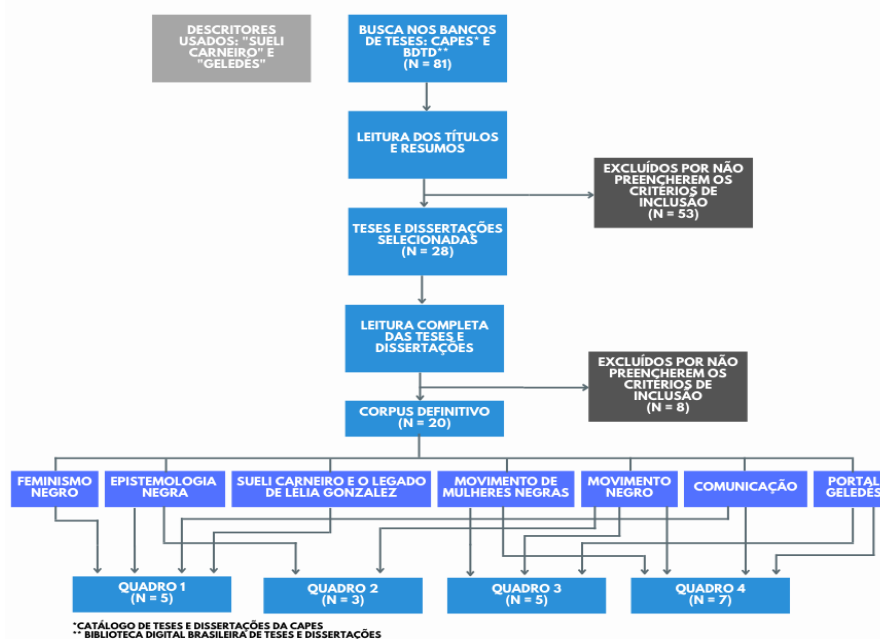 DESCRITORES
USADOS: "SUELI
CARNEIRO" E
"GELEDÉS"
BUSCA NOS BANCOS
DE TESES: CAPES* E
BDTD**
(N = 81)
LEITURA DOS TÍTULOS
E RESUMOS
EXCLUÍDOS POR NÃO
PREENCHEREM OS
CRITÉRIOS DE
INCLUSÃO
(N = 53)
TESES E DISSERTAÇÕES
SELECIONADAS
(N = 28)
LEITURA COMPLETA
DAS TESES E
DISSERTAÇÕES
EXCLUÍDOS POR NÃO
PREENCHEREM OS
CRITÉRIOS DE
INCLUSÃO
(N = 8)
CORPUS DEFINITIVO
(N = 20)
FEMINISMO
NEGRO
EPISTEMOLOGIA
NEGRA
SUELI CARNEIRO E O LEGADO
DE LÉLIA GONZALEZ
MOVIMENTO DE
MULHERES NEGRAS
MOVIMENTO
NEGRO
COMUNICAÇÃO
PORTAL
GELEDÉS
QUADRO 1
(N = 5)
QUADRO 2
(N = 3)
QUADRO 3
(N = 5)
QUADRO 4
(N = 7)
*CATÁLOGO DE TESES E DISSERTAÇÕES DA CAPES
** BIBLIOTECA DIGITAL BRASILEIRA DE TESES E DISSERTAÇÕES